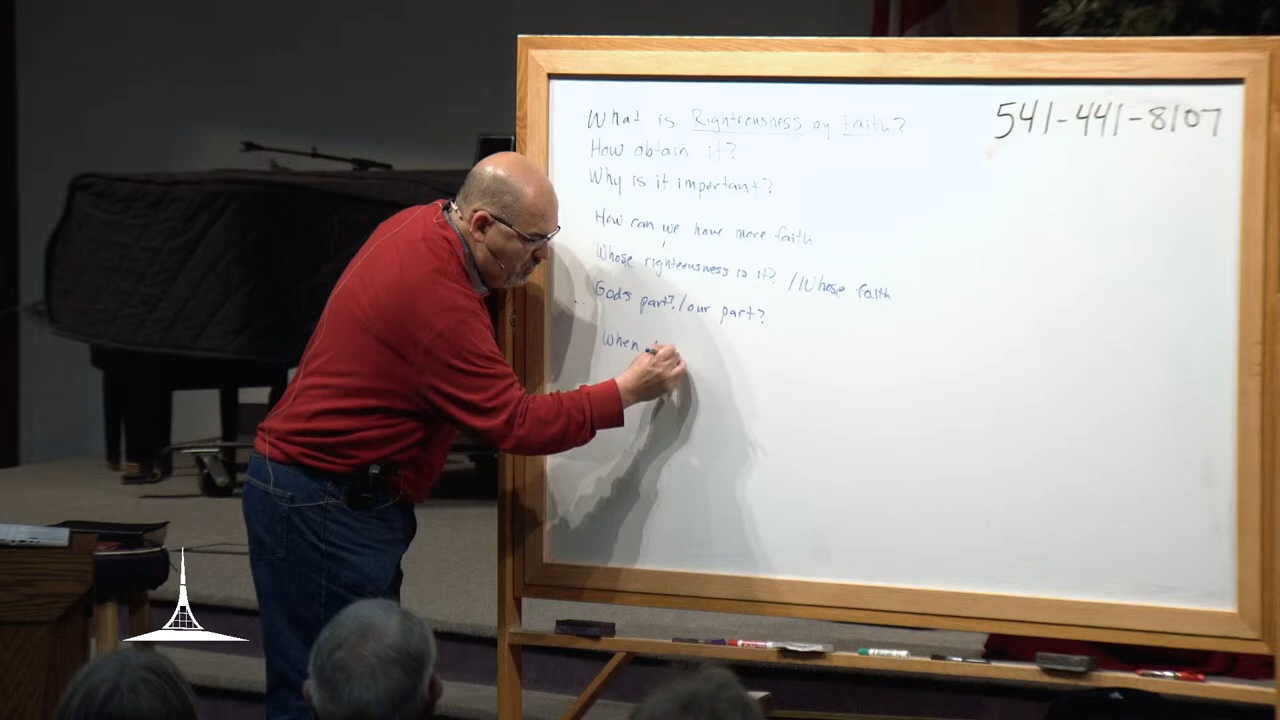 What is Righteousness by Faith?
541-441-8107
How obtain it?
Why is it important?
How can we have more faith
Whose righteousness is it? / Whose faith
God's part? / our part?
When